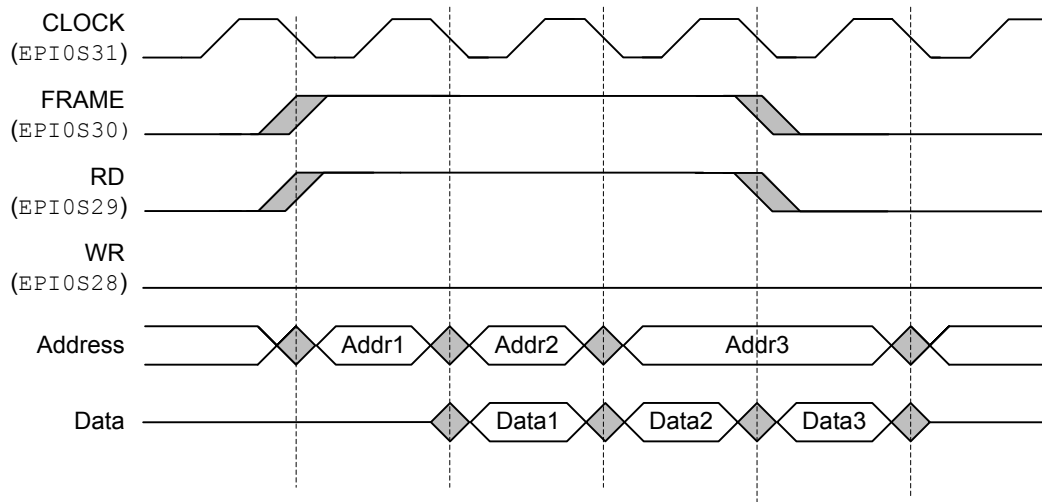 CLOCK
(EPI0S31)
FRAME
(EPI0S30)
RD
(EPI0S29)
WR
(EPI0S28)
Address Addr1 Addr2 Addr3
Data Data1 Data2 Data3